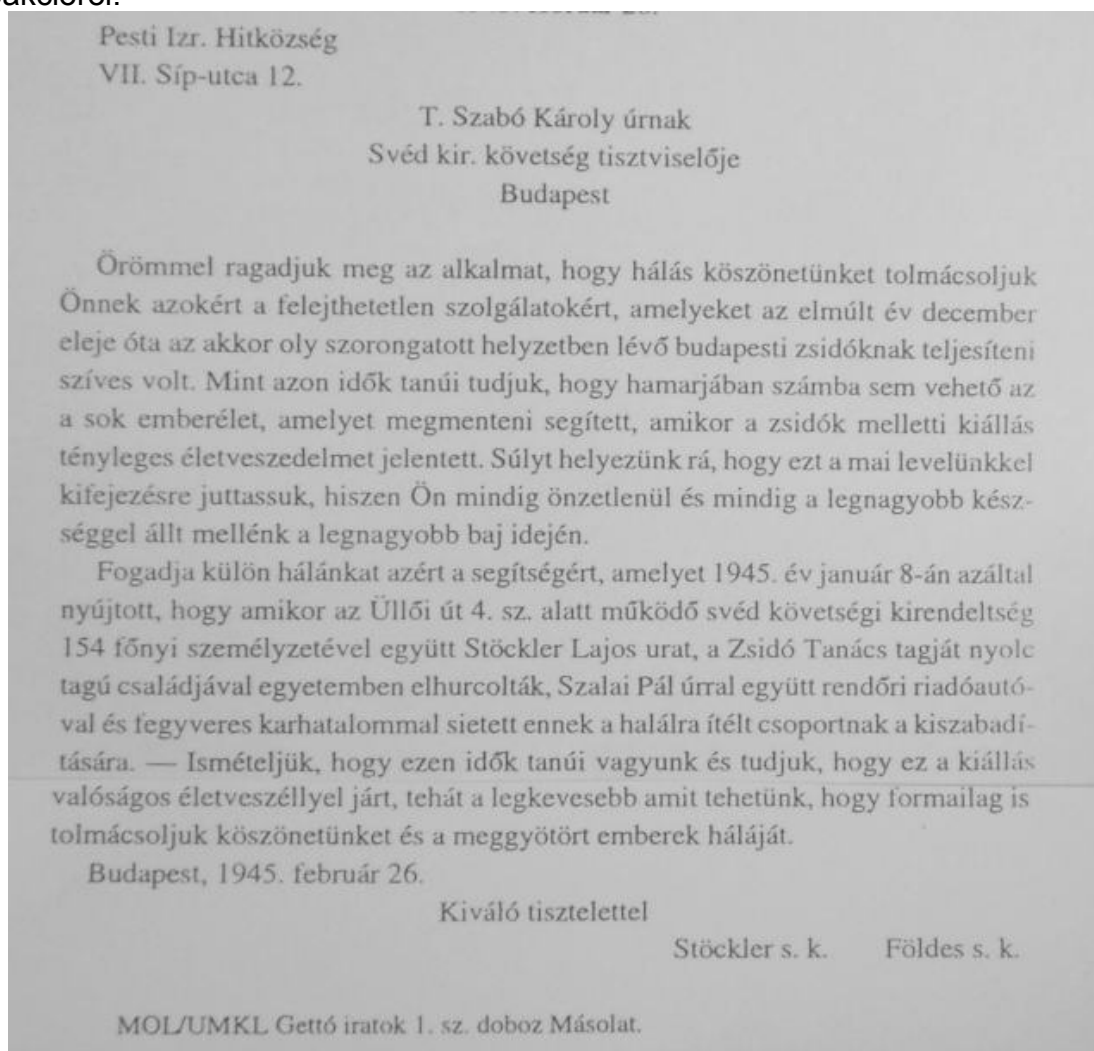 Pesti Izr. Hitközség
VII. Síp-utca 12.
T. Szabó Károly úrnak
Svéd kir. követség tisztviselője
Budapest
Örömmel ragadjuk meg az alkalmat, hogy hálás köszönetünket tolmácsoljuk
Önnek azokért a felejthetetlen szolgálatokért, amelyeket az elmúlt év december
eleje óta az akkor oly szorongatott helyzetben lévő budapesti zsidóknak teljesíteni
szíves volt. Mint azon idők tanúi tudjuk, hogy hamarjában számba sem vehető az
a sok emberélet, amelyet megmenteni segített, amikor a zsidók melletti kiállás
tényleges életveszedelmet jelentett. Súlyt helyezünk rá, hogy ezt a mai levelünkkel
kifejezésre juttassuk, hiszen Ön mindig önzetlenül és mindig a legnagyobb kész-
séggel állt mellénk a legnagyobb baj idején.
Fogadja külön hálánkat azért a segítségért, amelyet 1945. év január 8-án azáltal
nyújtott, hogy amikor az Üllői út 4. sz. alatt működő svéd követségi kirendeltség
154 főnyi személyzetével együtt Stöckler Lajos urat, a Zsidó Tanács tagját nyolc
tagú családjával egyetemben elhurcolták, Szalai Pál úrral együtt rendőri riadóautó-
val és fegyveres karhatalommal sietett ennek a halálra ítélt csoportnak a kiszabadí-
tására. — Ismételjük, hogy ezen idők tanúi vagyunk és tudjuk, hogy ez a kiállás
valóságos életveszéllyel járt, tehát a legkevesebb amit tehetünk, hogy formailag is
tolmácsoljuk köszönetünket és a meggyötört emberek háláját.
Budapest, 1945. február 26.
Kiváló tisztelettel
Stöckler s. k. Földes s. k.
MOL/UMKL Gettó iratok 1. sz. doboz Másolat.